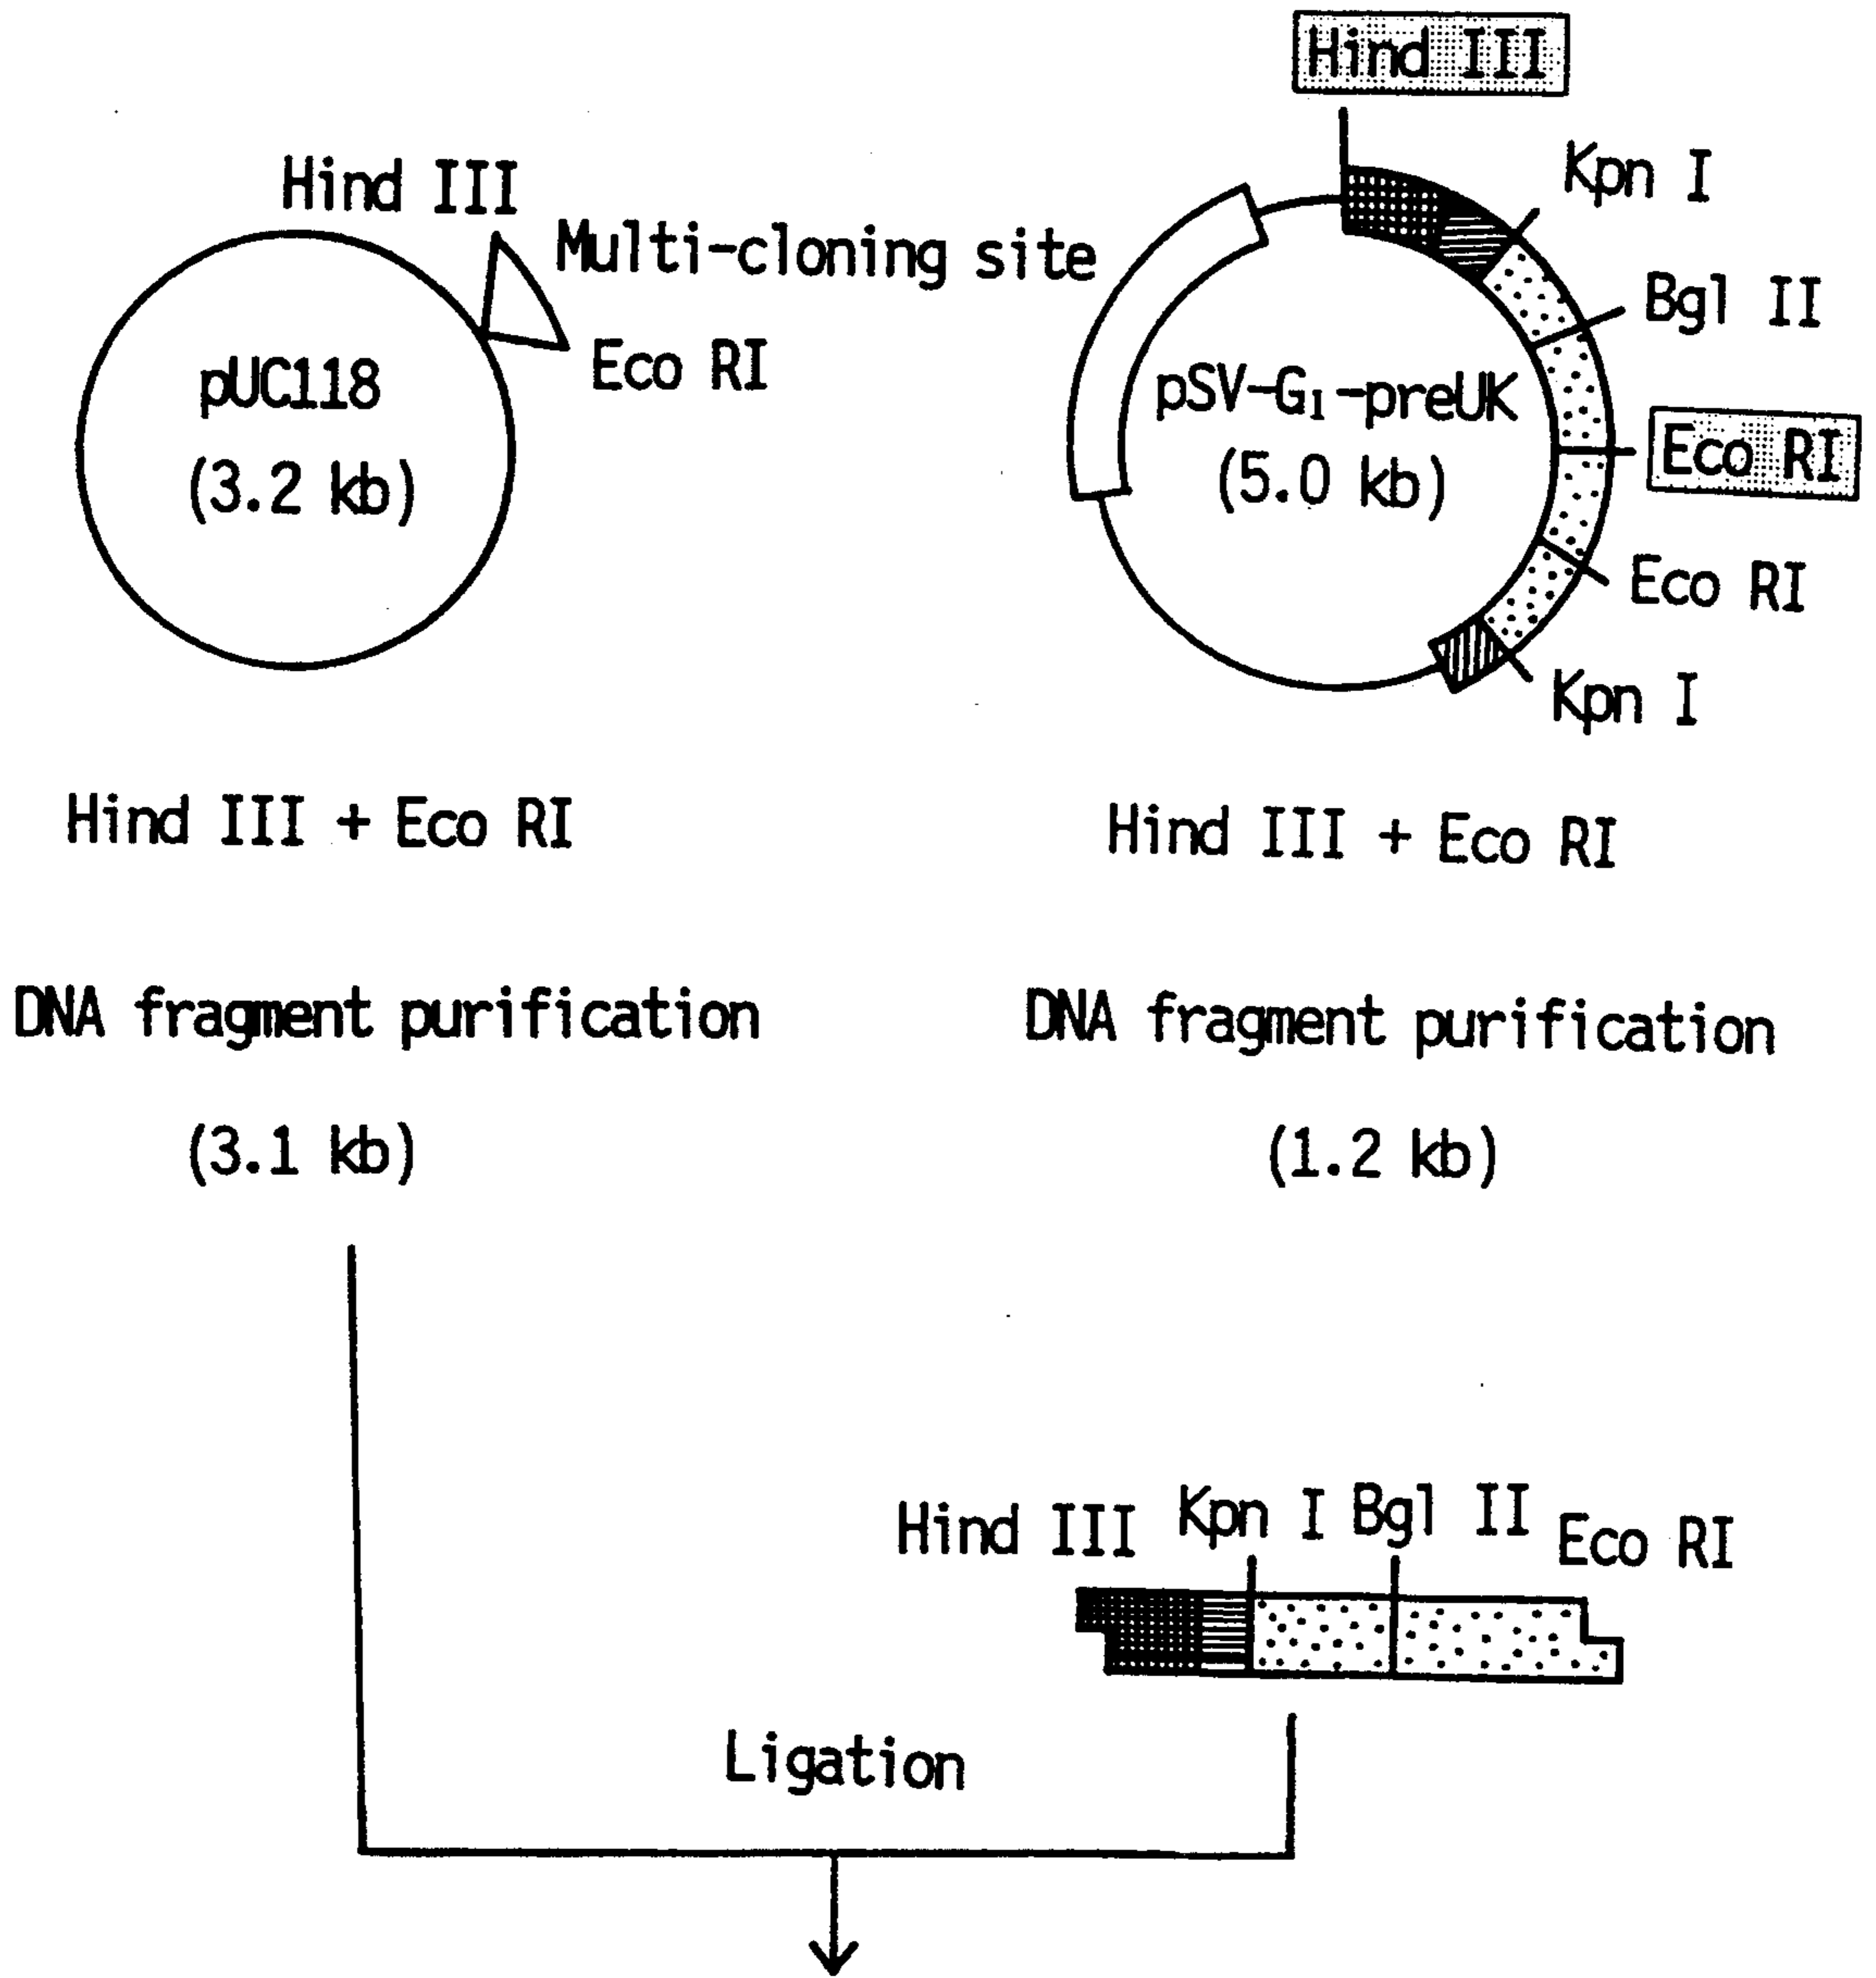 Hind III
Kpn I
Hind III
Multi-cloning site
Bgl II
Eco RI
pUC118
(3.2 kb)
pSV-GI-preUK
(5.0 kb)
Eco RI
Eco RI
Kpn I
Hind III + Eco RI
Hind III + Eco RI
DNA fragment purification
DNA fragment purification
(3.1 kb)
(1.2 kb)
Hind III Kpn I Bgl II Eco RI
Ligation